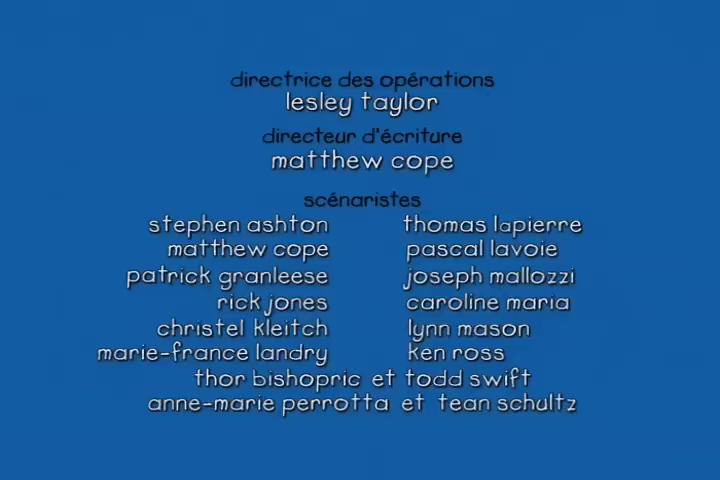 directrice des opérations
lesley taylor
directeur d'écriture
matthew cope
scénaristes
stephen ashton thomas lapierre
matthew cope pascal lavoie
patrick granleese joseph mallozzi
rick jones caroline maria
christel kleitch lynn mason
marie-france landry ken ross
thor bishopric et todd swift
anne-marie perrotta et tean schultz